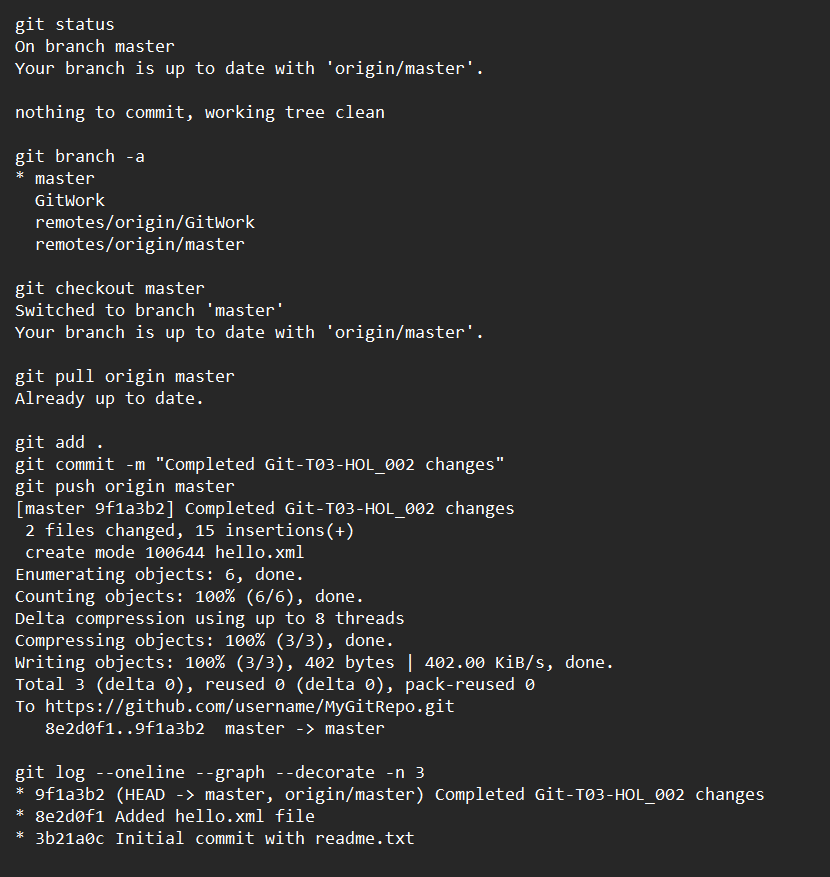 git status
On branch master
Your branch is up to date with 'origin/master'.

nothing to commit, working tree clean

git branch -a
* master
  GitWork
  remotes/origin/GitWork
  remotes/origin/master

git checkout master
Switched to branch 'master'
Your branch is up to date with 'origin/master'.

git pull origin master
Already up to date.

git add .
git commit -m "Completed Git-T03-HOL_002 changes"
git push origin master
[master 9f1a3b2] Completed Git-T03-HOL_002 changes
 2 files changed, 15 insertions(+)
 create mode 100644 hello.xml
Enumerating objects: 6, done.
Counting objects: 100% (6/6), done.
Delta compression using up to 8 threads
Compressing objects: 100% (3/3), done.
Writing objects: 100% (3/3), 402 bytes | 402.00 KiB/s, done.
Total 3 (delta 0), reused 0 (delta 0), pack-reused 0
To https://github.com/username/MyGitRepo.git
   8e2d0f1..9f1a3b2  master -> master

git log --oneline --graph --decorate -n 3
* 9f1a3b2 (HEAD -> master, origin/master) Completed Git-T03-HOL_002 changes
* 8e2d0f1 Added hello.xml file
* 3b21a0c Initial commit with readme.txt